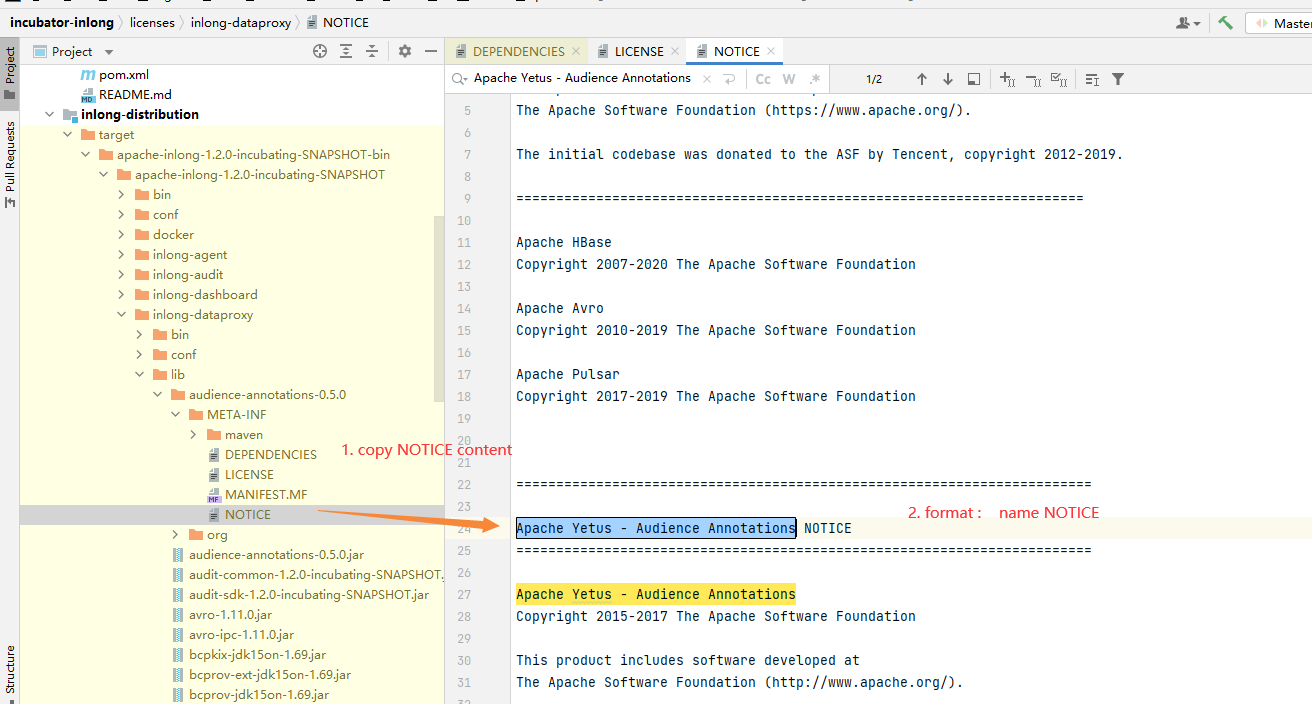 incubator-inlong licenses inlong-dataproxy NOTICE Master
Project
DEPENDENCIES LICENSE NOTICE
Apache Yetus - Audience Annotations Cc W .* 1/2
Project
Pull Requests
Structure
pom.xml
README.md
inlong-distribution
target
apache-inlong-1.2.0-incubating-SNAPSHOT-bin
apache-inlong-1.2.0-incubating-SNAPSHOT
bin
conf
docker
inlong-agent
inlong-audit
inlong-dashboard
inlong-dataproxy
bin
conf
lib
audience-annotations-0.5.0
META-INF
maven
DEPENDENCIES
LICENSE
MANIFEST.MF
NOTICE
org
audience-annotations-0.5.0.jar
audit-common-1.2.0-incubating-SNAPSHOT.
audit-sdk-1.2.0-incubating-SNAPSHOT.jar
avro-1.11.0.jar
avro-ipc-1.11.0.jar
bcpkix-jdk15on-1.69.jar
bcprov-ext-jdk15on-1.69.jar
bcprov-jdk15on-1.69.jar
1. copy NOTICE content
2. format : name NOTICE
5 The Apache Software Foundation (https://www.apache.org/).
6
7 The initial codebase was donated to the ASF by Tencent, copyright 2012-2019.
8
9 =======================================================================
10
11 Apache HBase
12 Copyright 2007-2020 The Apache Software Foundation
13
14 Apache Avro
15 Copyright 2010-2019 The Apache Software Foundation
16
17 Apache Pulsar
18 Copyright 2017-2019 The Apache Software Foundation
19
20
21
22 ========================================================================
23
24 Apache Yetus - Audience Annotations NOTICE
25 ========================================================================
26
27 Apache Yetus - Audience Annotations
28 Copyright 2015-2017 The Apache Software Foundation
29
30 This product includes software developed at
31 The Apache Software Foundation (http://www.apache.org/).